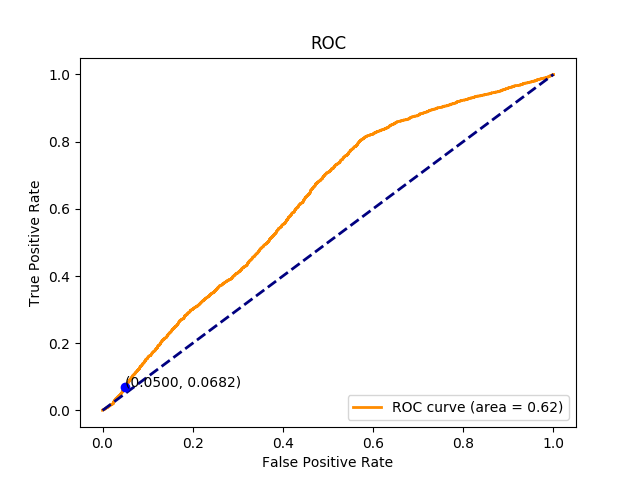 ROC
True Positive Rate
1.0
0.8
0.6
0.4
0.2
0.0
(0.0500, 0.0682)
ROC curve (area = 0.62)
0.0 0.2 0.4 0.6 0.8 1.0
False Positive Rate